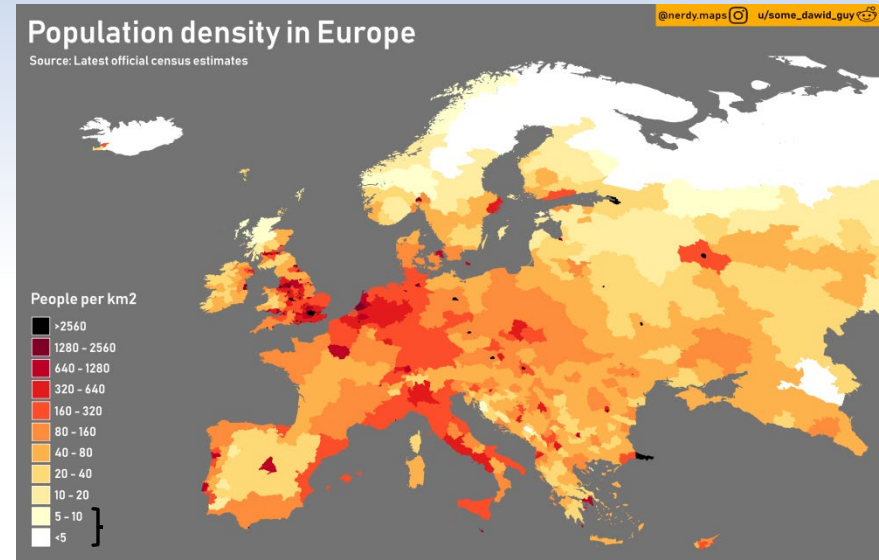 @nerdy.maps u/some_dawid_guy
Population density in Europe
Source: Latest official census estimates
People per km2
>2560
1280 - 2560
640 - 1280
320 - 640
160 - 320
80 - 160
40 - 80
20 - 40
10 - 20
5 - 10
<5